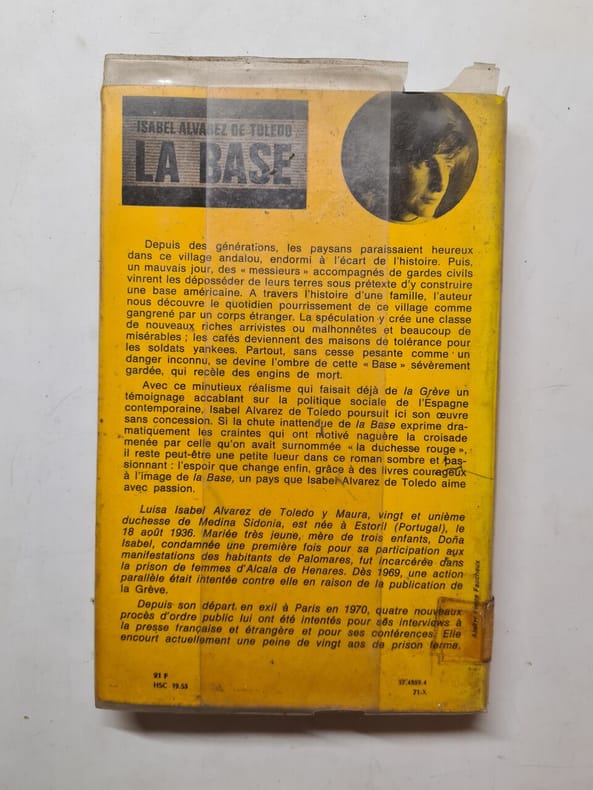 ISABEL ALVAREZ DE TOLEDO
LA BASE
Depuis des générations, les paysans paraissaient heureux
dans ce village andalou, endormi à l'écart de l'histoire. Puis,
un mauvais jour, des « messieurs » accompagnés de gardes civils
vinrent les déposséder de leurs terres sous prétexte d'y construire
une base américaine. A travers l'histoire d'une famille, l'auteur
nous découvre le quotidien pourrissement de ce village comme
gangrené par un corps étranger. La spéculation y crée une classe
de nouveaux riches arrivistes ou malhonnêtes et beaucoup de
misérables ; les cafés deviennent des maisons de tolérance pour
les soldats yankees. Partout, sans cesse pesante comme un
danger inconnu, se devine l'ombre de cette « Base » sévèrement
gardée, qui recèle des engins de mort.
Avec ce minutieux réalisme qui faisait déjà de la Grève un
témoignage accablant sur la politique sociale de l'Espagne
contemporaine, Isabel Alvarez de Toledo poursuit ici son œuvre
sans concession. Si la chute inattendue de la Base exprime dra-
matiquement les craintes qui ont motivé naguère la croisade
menée par celle qu'on avait surnommée « la duchesse rouge »,
il reste peut-être une petite lueur dans ce roman sombre et pas-
sionnant : l'espoir que change enfin, grâce à des livres courageux
à l'image de la Base, un pays que Isabel Alvarez de Toledo aime
avec passion.
Luisa Isabel Alvarez de Toledo y Maura, vingt et unième
duchesse de Medina Sidonia, est née à Estoril (Portugal), le
18 août 1936. Mariée très jeune, mère de trois enfants, Doña
Isabel, condamnée une première fois pour sa participation aux
manifestations des habitants de Palomares, fut incarcérée dans
la prison de femmes d'Alcala de Henares. Dès 1969, une action
parallèle était intentée contre elle en raison de la publication de
la Grève.
Depuis son départ en exil à Paris en 1970, quatre nouveaux
procès d'ordre public lui ont été intentés pour ses interviews à
la presse française et étrangère et pour ses conférences. Elle
encourt actuellement une peine de vingt ans de prison ferme.
Faucheux
21 F
HSC 19.53
37.4889.4
71-X